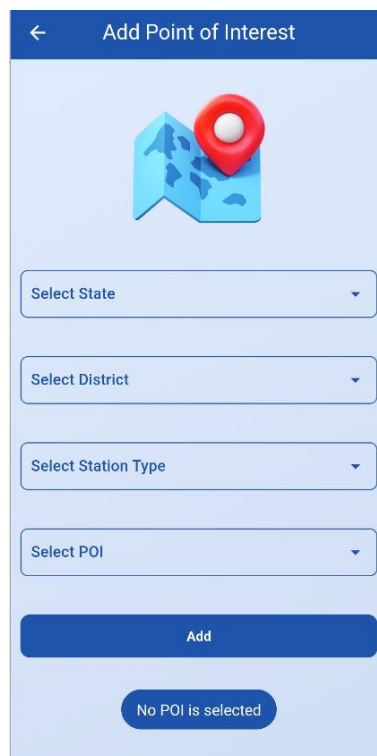 Add Point of Interest
Select State
Select District
Select Station Type
Select POI
Add
No POI is selected